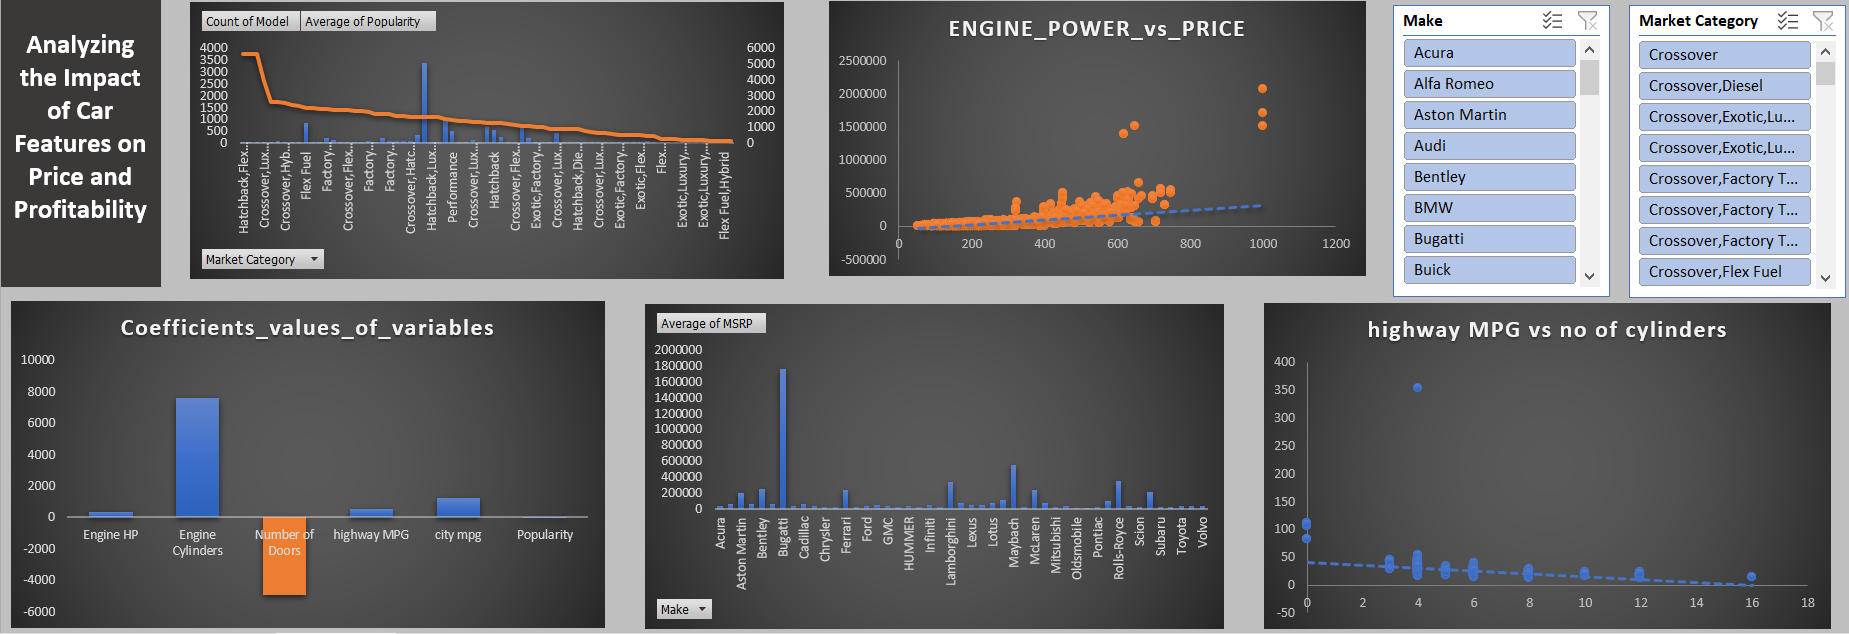 Analyzing
the Impact
of Car
Features on
Price and
Profitability
Count of Model
Average of Popularity
4000
3500
3000
2500
2000
1500
1000
500
0
6000
5000
4000
3000
2000
1000
0
Hatchback,Flex...
Crossover,Lux...
Crossover,Hyb...
Flex Fuel
Factory...
Crossover,Flex...
Factory...
Factory...
Crossover,Hatc...
Hatchback,Lux...
Performance
Crossover,Lux...
Hatchback
Crossover,Flex...
Exotic,Factory...
Crossover,Lux...
Hatchback,Die...
Crossover,Lux...
Exotic,Factory...
Exotic,Flex...
Flex...
Exotic,Luxury,...
Exotic,Luxury,...
Flex Fuel,Hybrid
Market Category
ENGINE_POWER_vs_PRICE
2500000
2000000
1500000
1000000
500000
0
-500000
0
200
400
600
800
1000
1200
Make
Acura
Alfa Romeo
Aston Martin
Audi
Bentley
BMW
Bugatti
Buick
Market Category
Crossover
Crossover,Diesel
Crossover,Exotic,Lu...
Crossover,Exotic,Lu...
Crossover,Factory T...
Crossover,Factory T...
Crossover,Factory T...
Crossover,Flex Fuel
Coefficients_values_of_variables
10000
8000
6000
4000
2000
0
-2000
-4000
-6000
Engine HP
Engine
Cylinders
Number of
Doors
highway MPG
city mpg
Popularity
Average of MSRP
2000000
1800000
1600000
1400000
1200000
1000000
800000
600000
400000
200000
0
Acura
Aston Martin
Bentley
Bugatti
Cadillac
Chrysler
Ferrari
Ford
GMC
HUMMER
Infiniti
Lamborghini
Lexus
Lotus
Maybach
McLaren
Mitsubishi
Oldsmobile
Pontiac
Rolls-Royce
Scion
Subaru
Toyota
Volvo
Make
highway MPG vs no of cylinders
400
350
300
250
200
150
100
50
0
-50
0
2
4
6
8
10
12
14
16
18